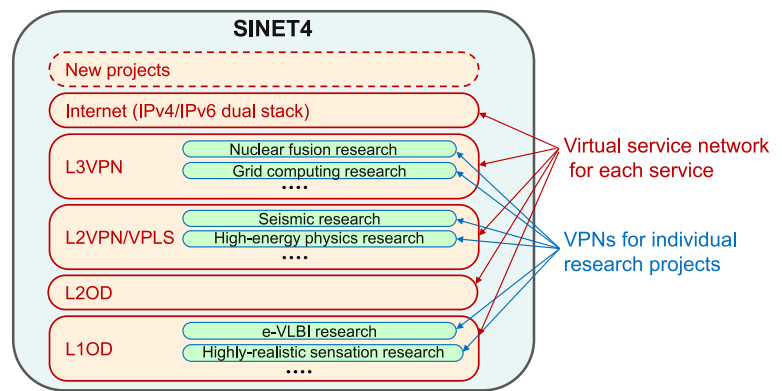 SINET4
New projects
Internet (IPv4/IPv6 dual stack)
L3VPN
Nuclear fusion research
Grid computing research
....
L2VPN/VPLS
Seismic research
High-energy physics research
....
L2OD
L1OD
e-VLBI research
Highly-realistic sensation research
....
Virtual service network
for each service
VPNs for individual
research projects